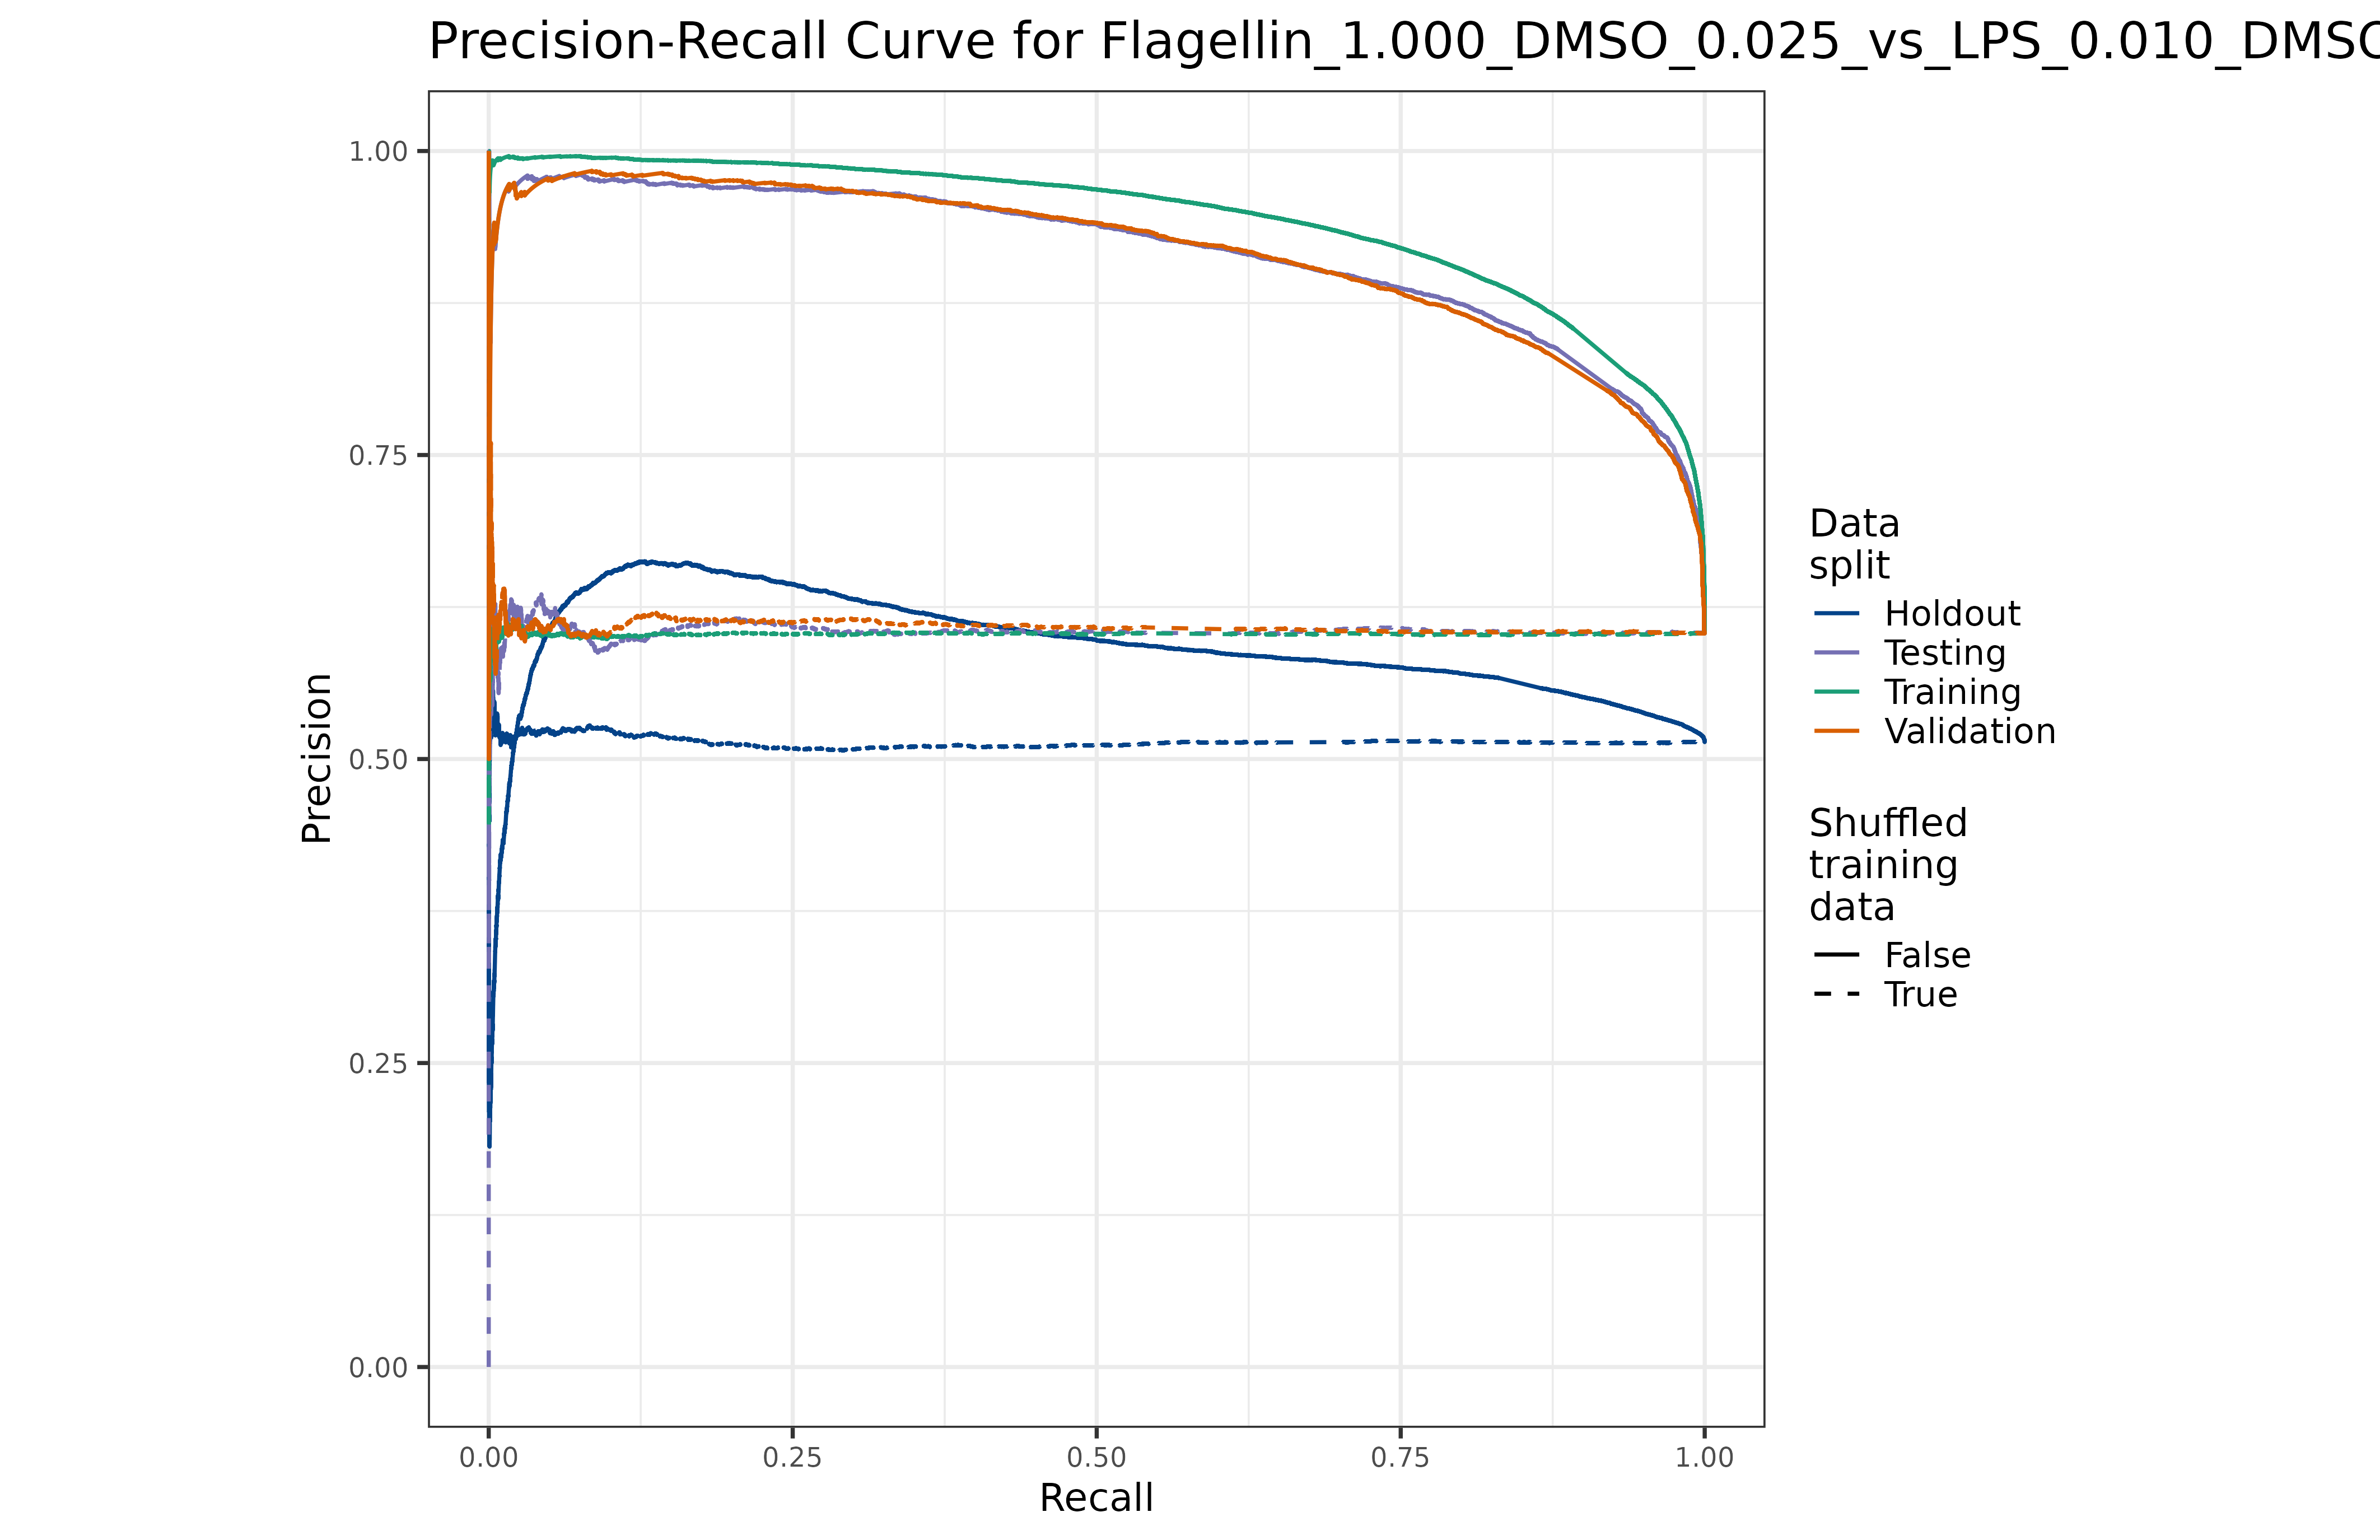 Precision-Recall Curve for Flagellin_1.000_DMSO_0.025_vs_LPS_0.010_DMSO
1.00
0.75
0.50
0.25
0.00
Precision
0.00 0.25 0.50 0.75 1.00
Recall
Data
split
Holdout
Testing
Training
Validation
Shuffled
training
data
False
True